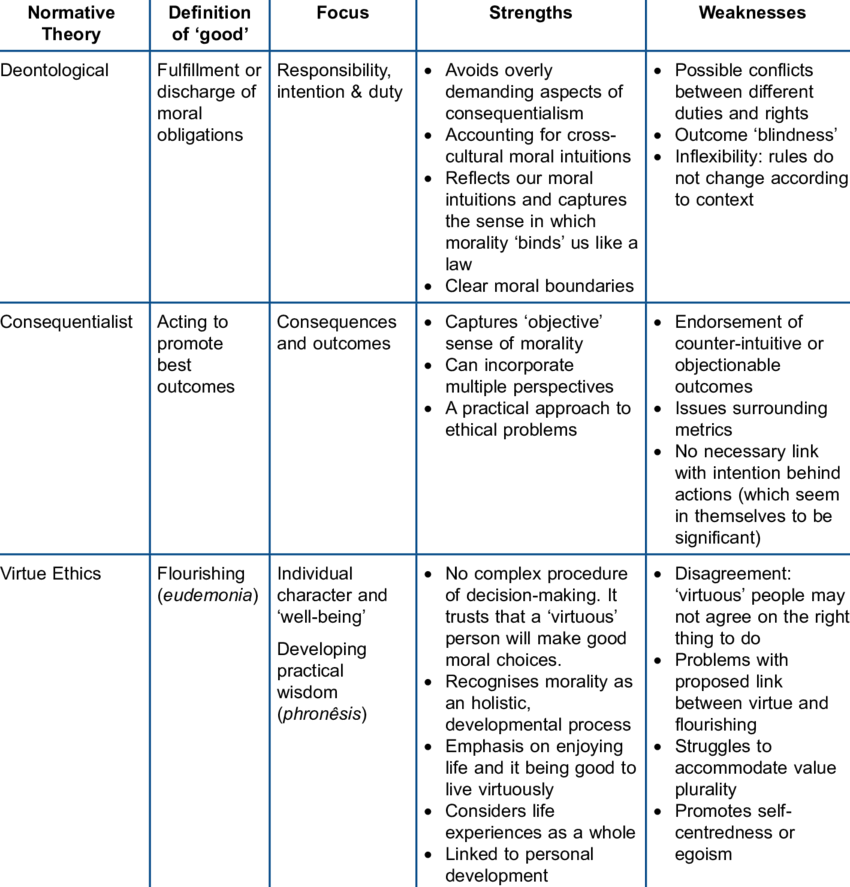 Normative Theory
Definition of ‘good’
Focus
Strengths
Weaknesses
Deontological
Fulfillment or
discharge of
moral
obligations
Responsibility,
intention & duty
• Avoids overly
demanding aspects of
consequentialism
• Accounting for cross-
cultural moral intuitions
• Reflects our moral
intuitions and captures
the sense in which
morality ‘binds’ us like a
law
• Clear moral boundaries
• Possible conflicts
between different
duties and rights
• Outcome ‘blindness’
• Inflexibility: rules do
not change according
to context
Consequentialist
Acting to
promote
best
outcomes
Consequences
and outcomes
• Captures ‘objective’
sense of morality
• Can incorporate
multiple perspectives
• A practical approach to
ethical problems
• Endorsement of
counter-intuitive or
objectionable
outcomes
• Issues surrounding
metrics
• No necessary link
with intention behind
actions (which seem
in themselves to be
significant)
Virtue Ethics
Flourishing
(eudemonia)
Individual
character and
‘well-being’
Developing
practical
wisdom
(phronêsis)
• No complex procedure
of decision-making. It
trusts that a ‘virtuous’
person will make good
moral choices.
• Recognises morality as
an holistic,
developmental process
• Emphasis on enjoying
life and it being good to
live virtuously
• Considers life
experiences as a whole
• Linked to personal
development
• Disagreement:
‘virtuous’ people may
not agree on the right
thing to do
• Problems with
proposed link
between virtue and
flourishing
• Struggles to
accommodate value
plurality
• Promotes self-
centredness or
egoism